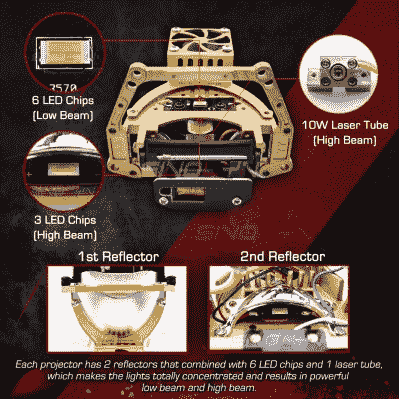 3570
6 LED Chips
(Low Beam)
10W Laser Tube
(High Beam)
3 LED Chips
(High Beam)
1st Reflector
2nd Reflector
Each projector has 2 reflectors that combined with 6 LED chips and 1 laser tube,
which makes the lights totally concentrated and results in powerful
low beam and high beam.